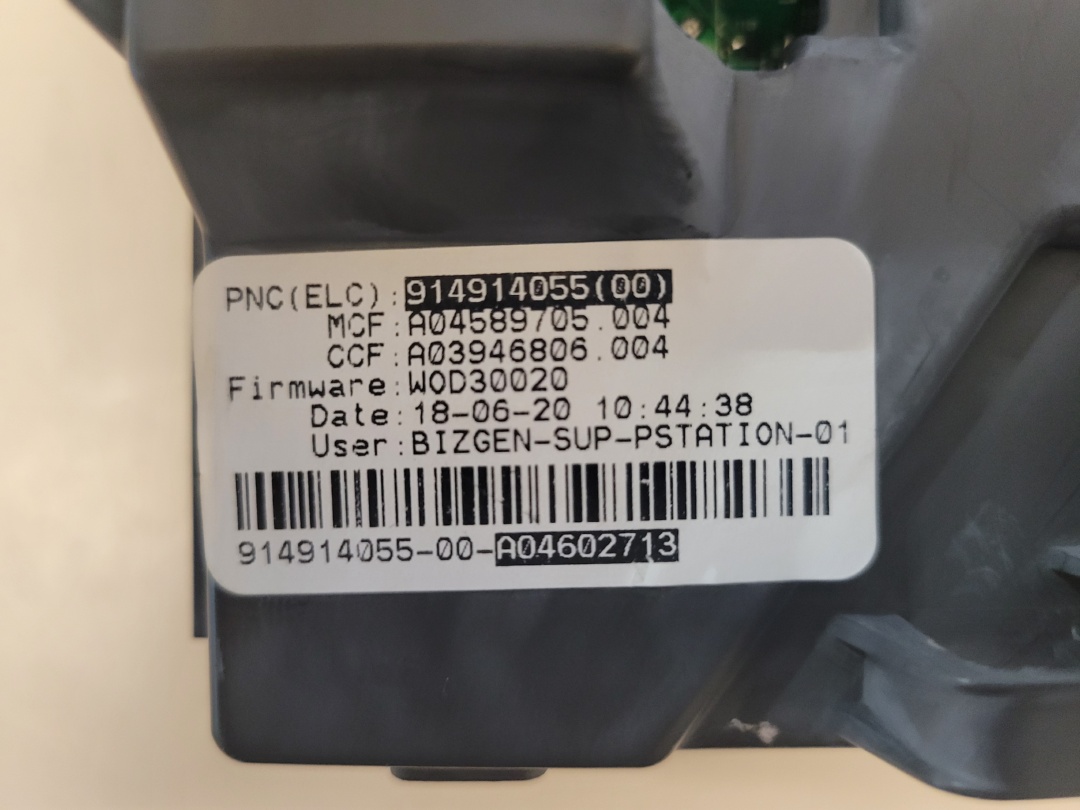 PNC(ELC):914914055(00)
MCF:A04589705.004
CCF:A03946806.004
Firmware:WOD30020
Date:18-06-20 10:44:38
User:BIZGEN-SUP-PSTATION-01
914914055-00-A04602713